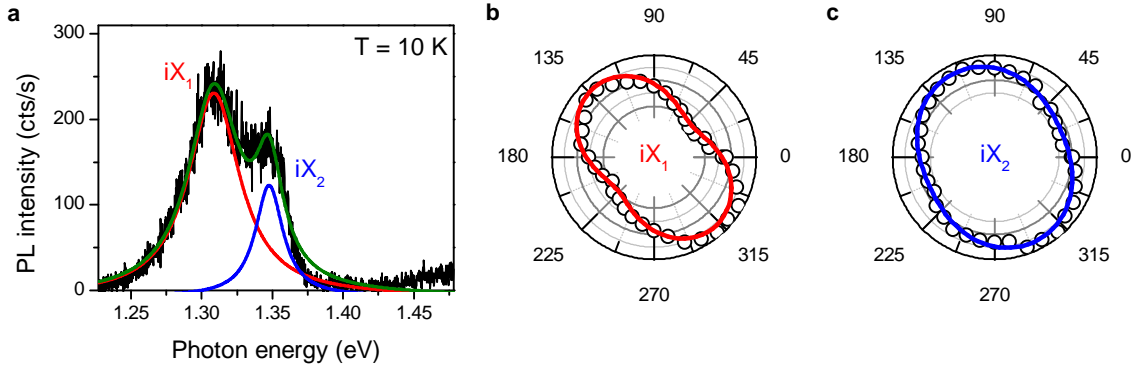 a
300
200
100
0
PL intensity (cts/s)
1.25
1.30
1.35
1.40
1.45
Photon energy (eV)
T = 10 K
iX1
iX2
b
90
135
45
180
0
225
315
270
iX1
c
90
135
45
180
0
225
315
270
iX2